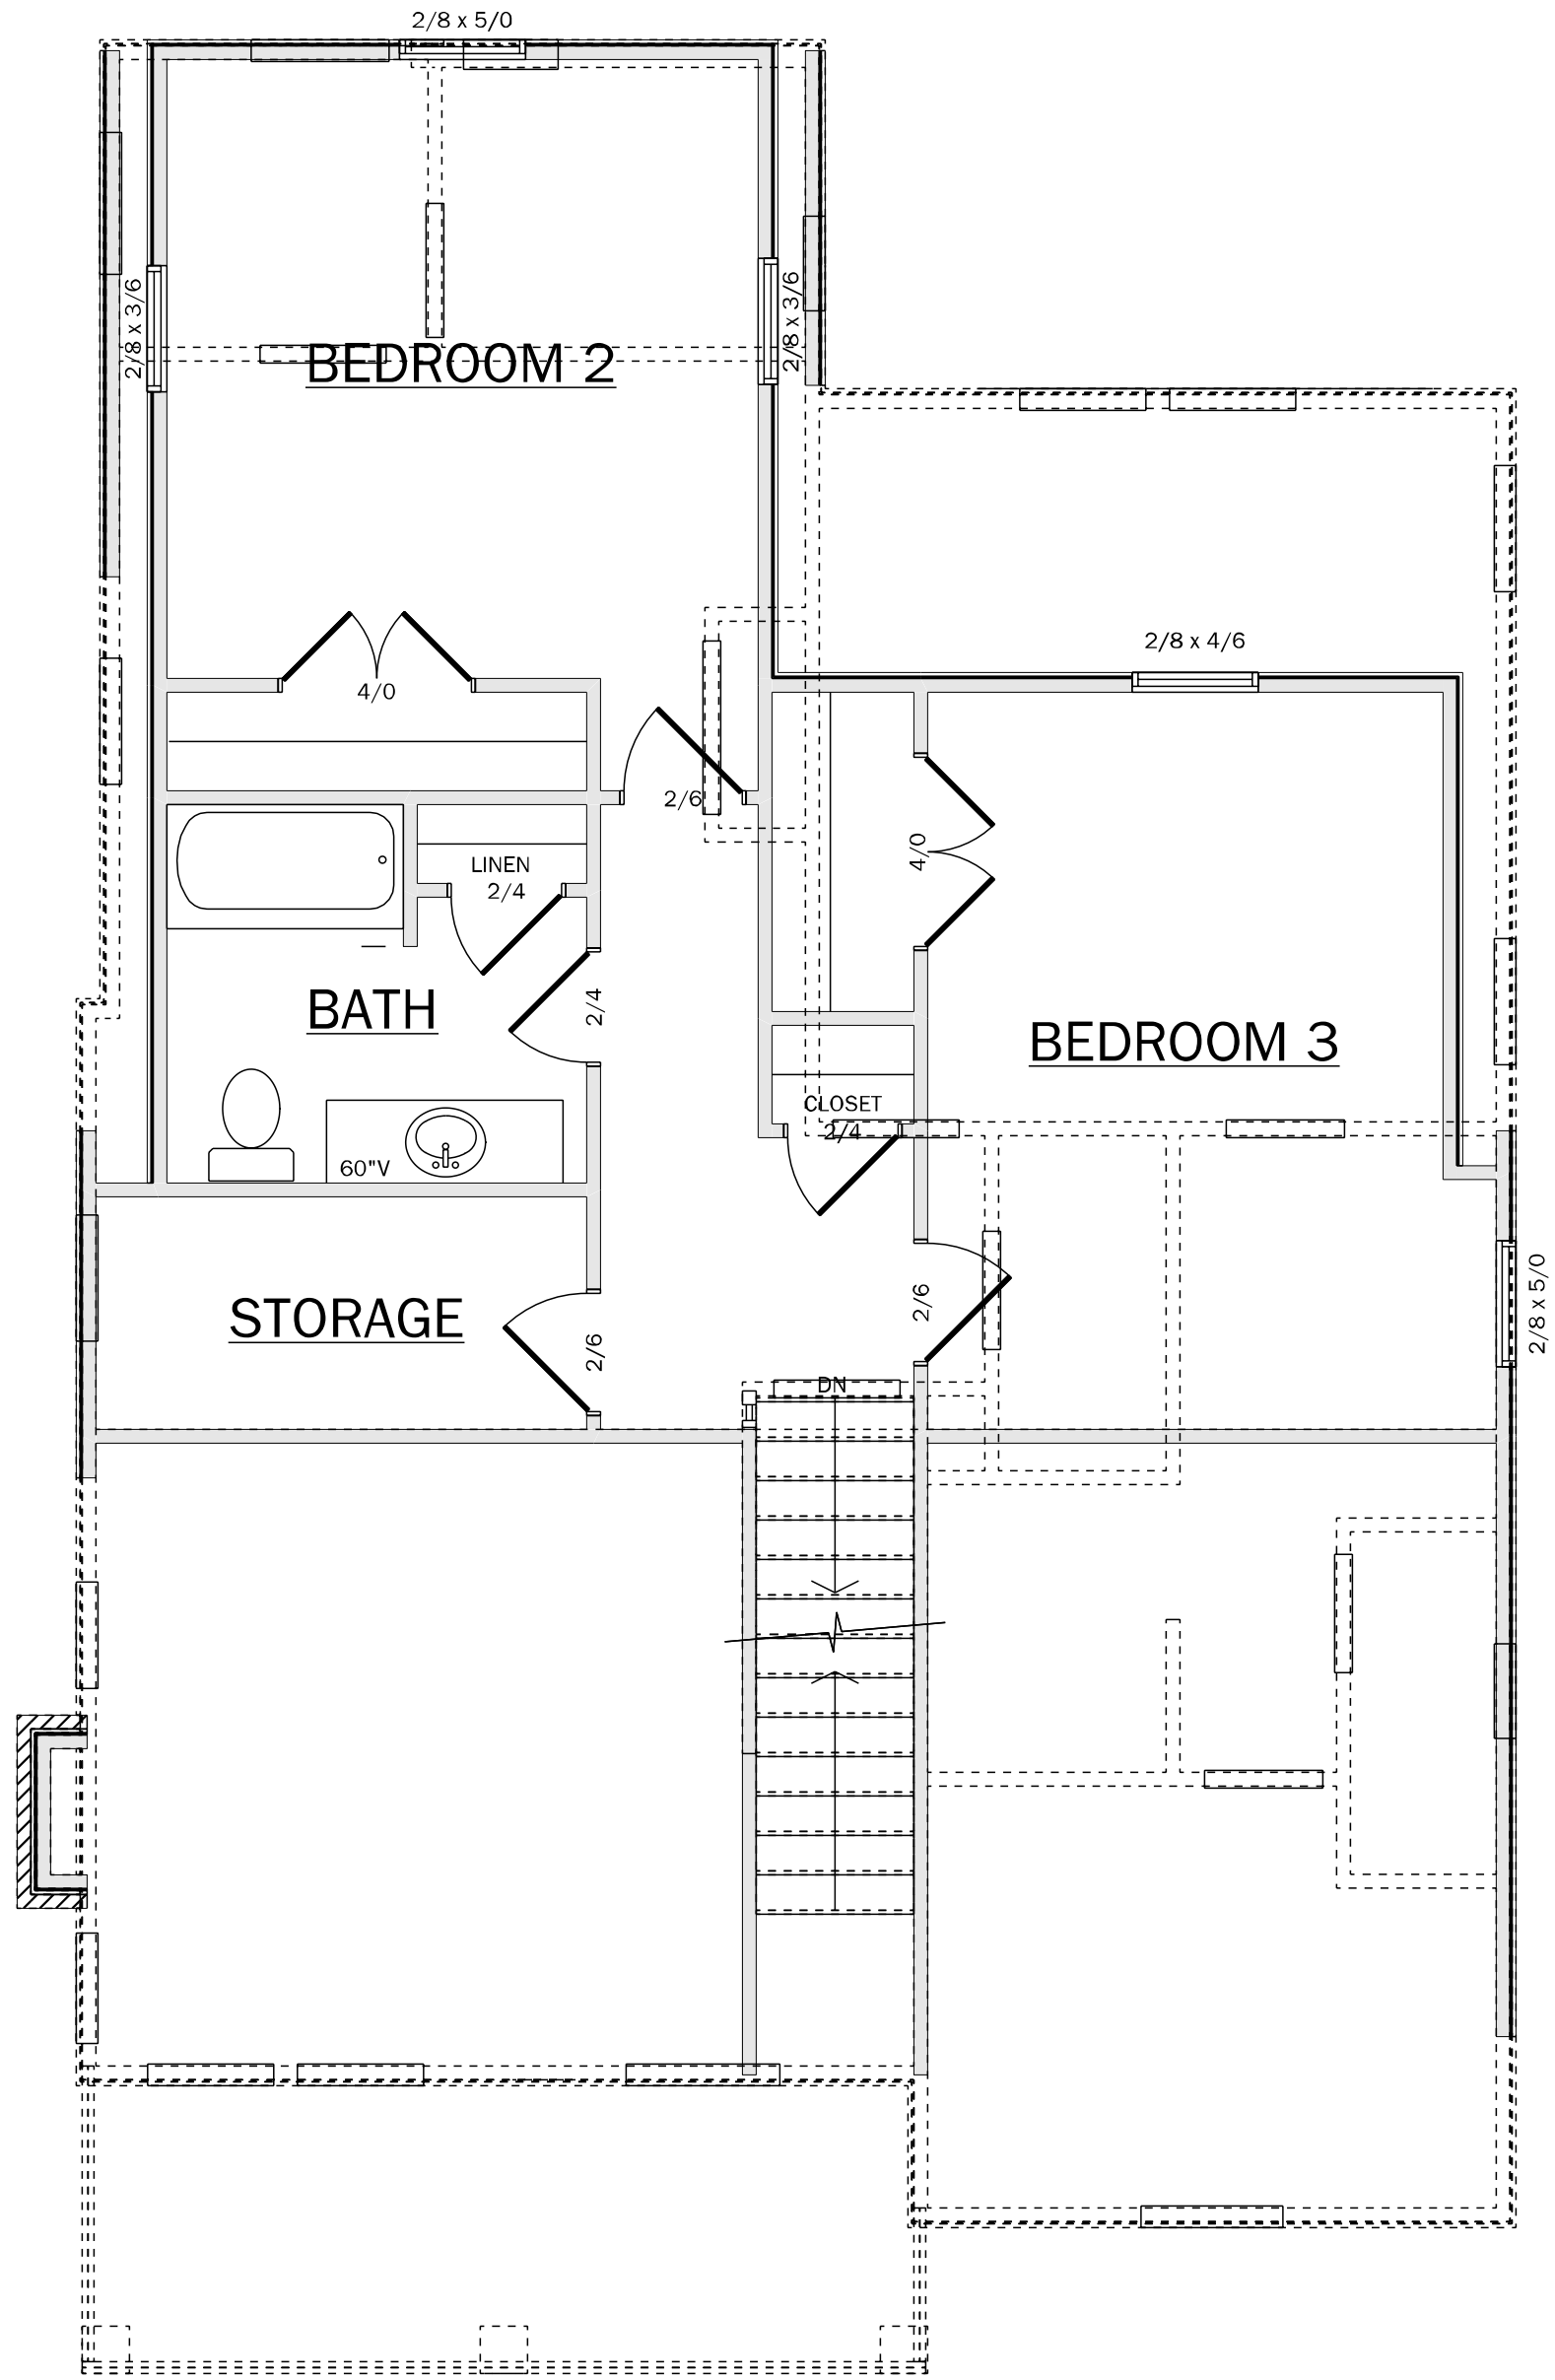 2/8 x 5/0
2/8 x 3/6
2/8 x 3/6
BEDROOM 2
2/8 x 4/6
4/0
2/6
4/0
LINEN
2/4
BATH
2/4
BEDROOM 3
CLOSET
2/4
60"V
STORAGE
2/6
2/6
2/8 x 5/0
DN